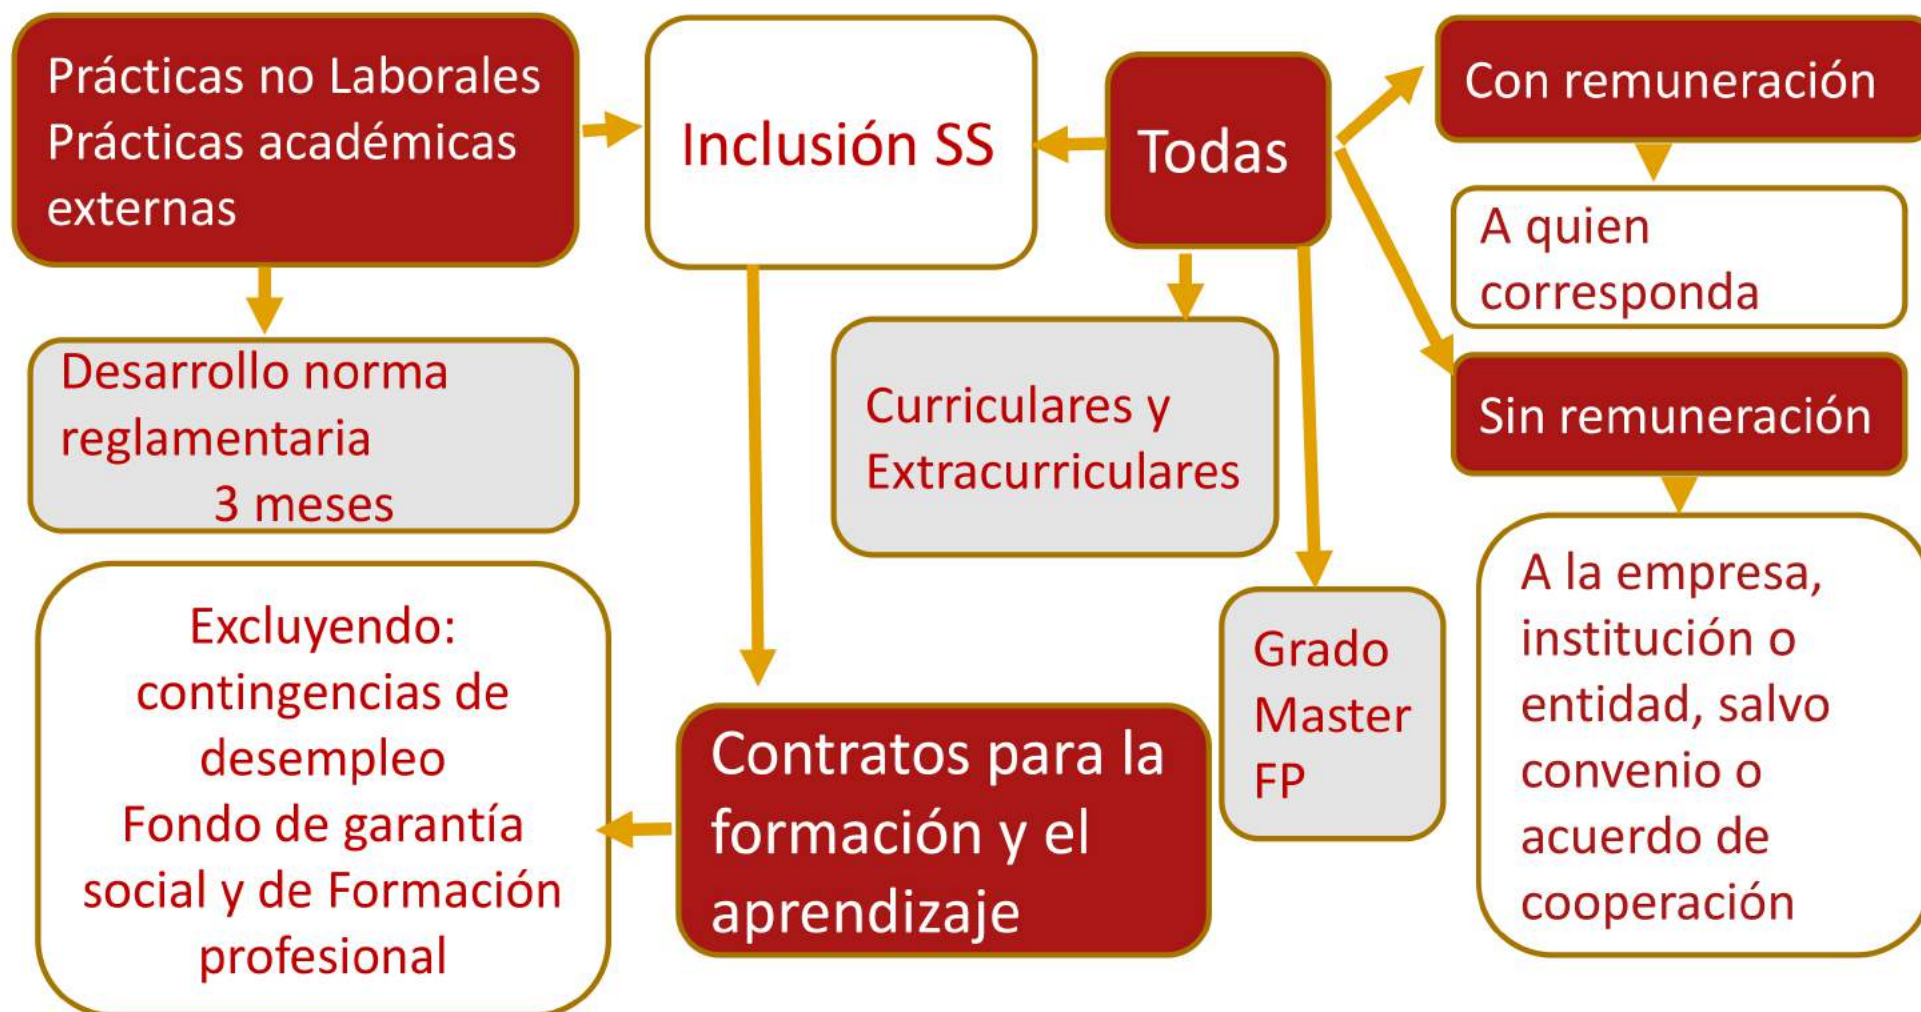 Prácticas no Laborales
Prácticas académicas
externas
Inclusión SS
Todas
Con remuneración
A quien
corresponda
Desarrollo norma
reglamentaria
3 meses
Curriculares y
Extracurriculares
Sin remuneración
Excluyendo:
contingencias de
desempleo
Fondo de garantía
social y de Formación
profesional
Contratos para la
formación y el
aprendizaje
Grado
Master
FP
A la empresa,
institución o
entidad, salvo
convenio o
acuerdo de
cooperación